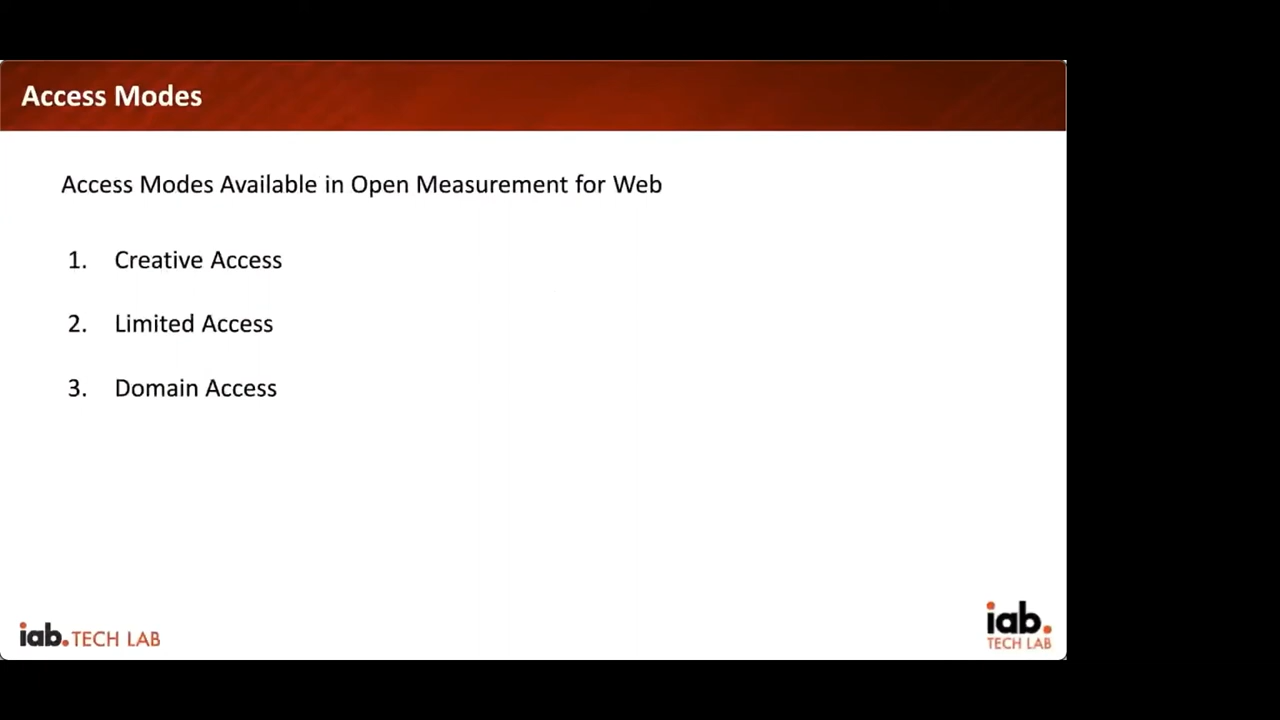 Access Modes
Access Modes Available in Open Measurement for Web
1. Creative Access
2. Limited Access
3. Domain Access
iab. TECH LAB
iab.
TECH LAB